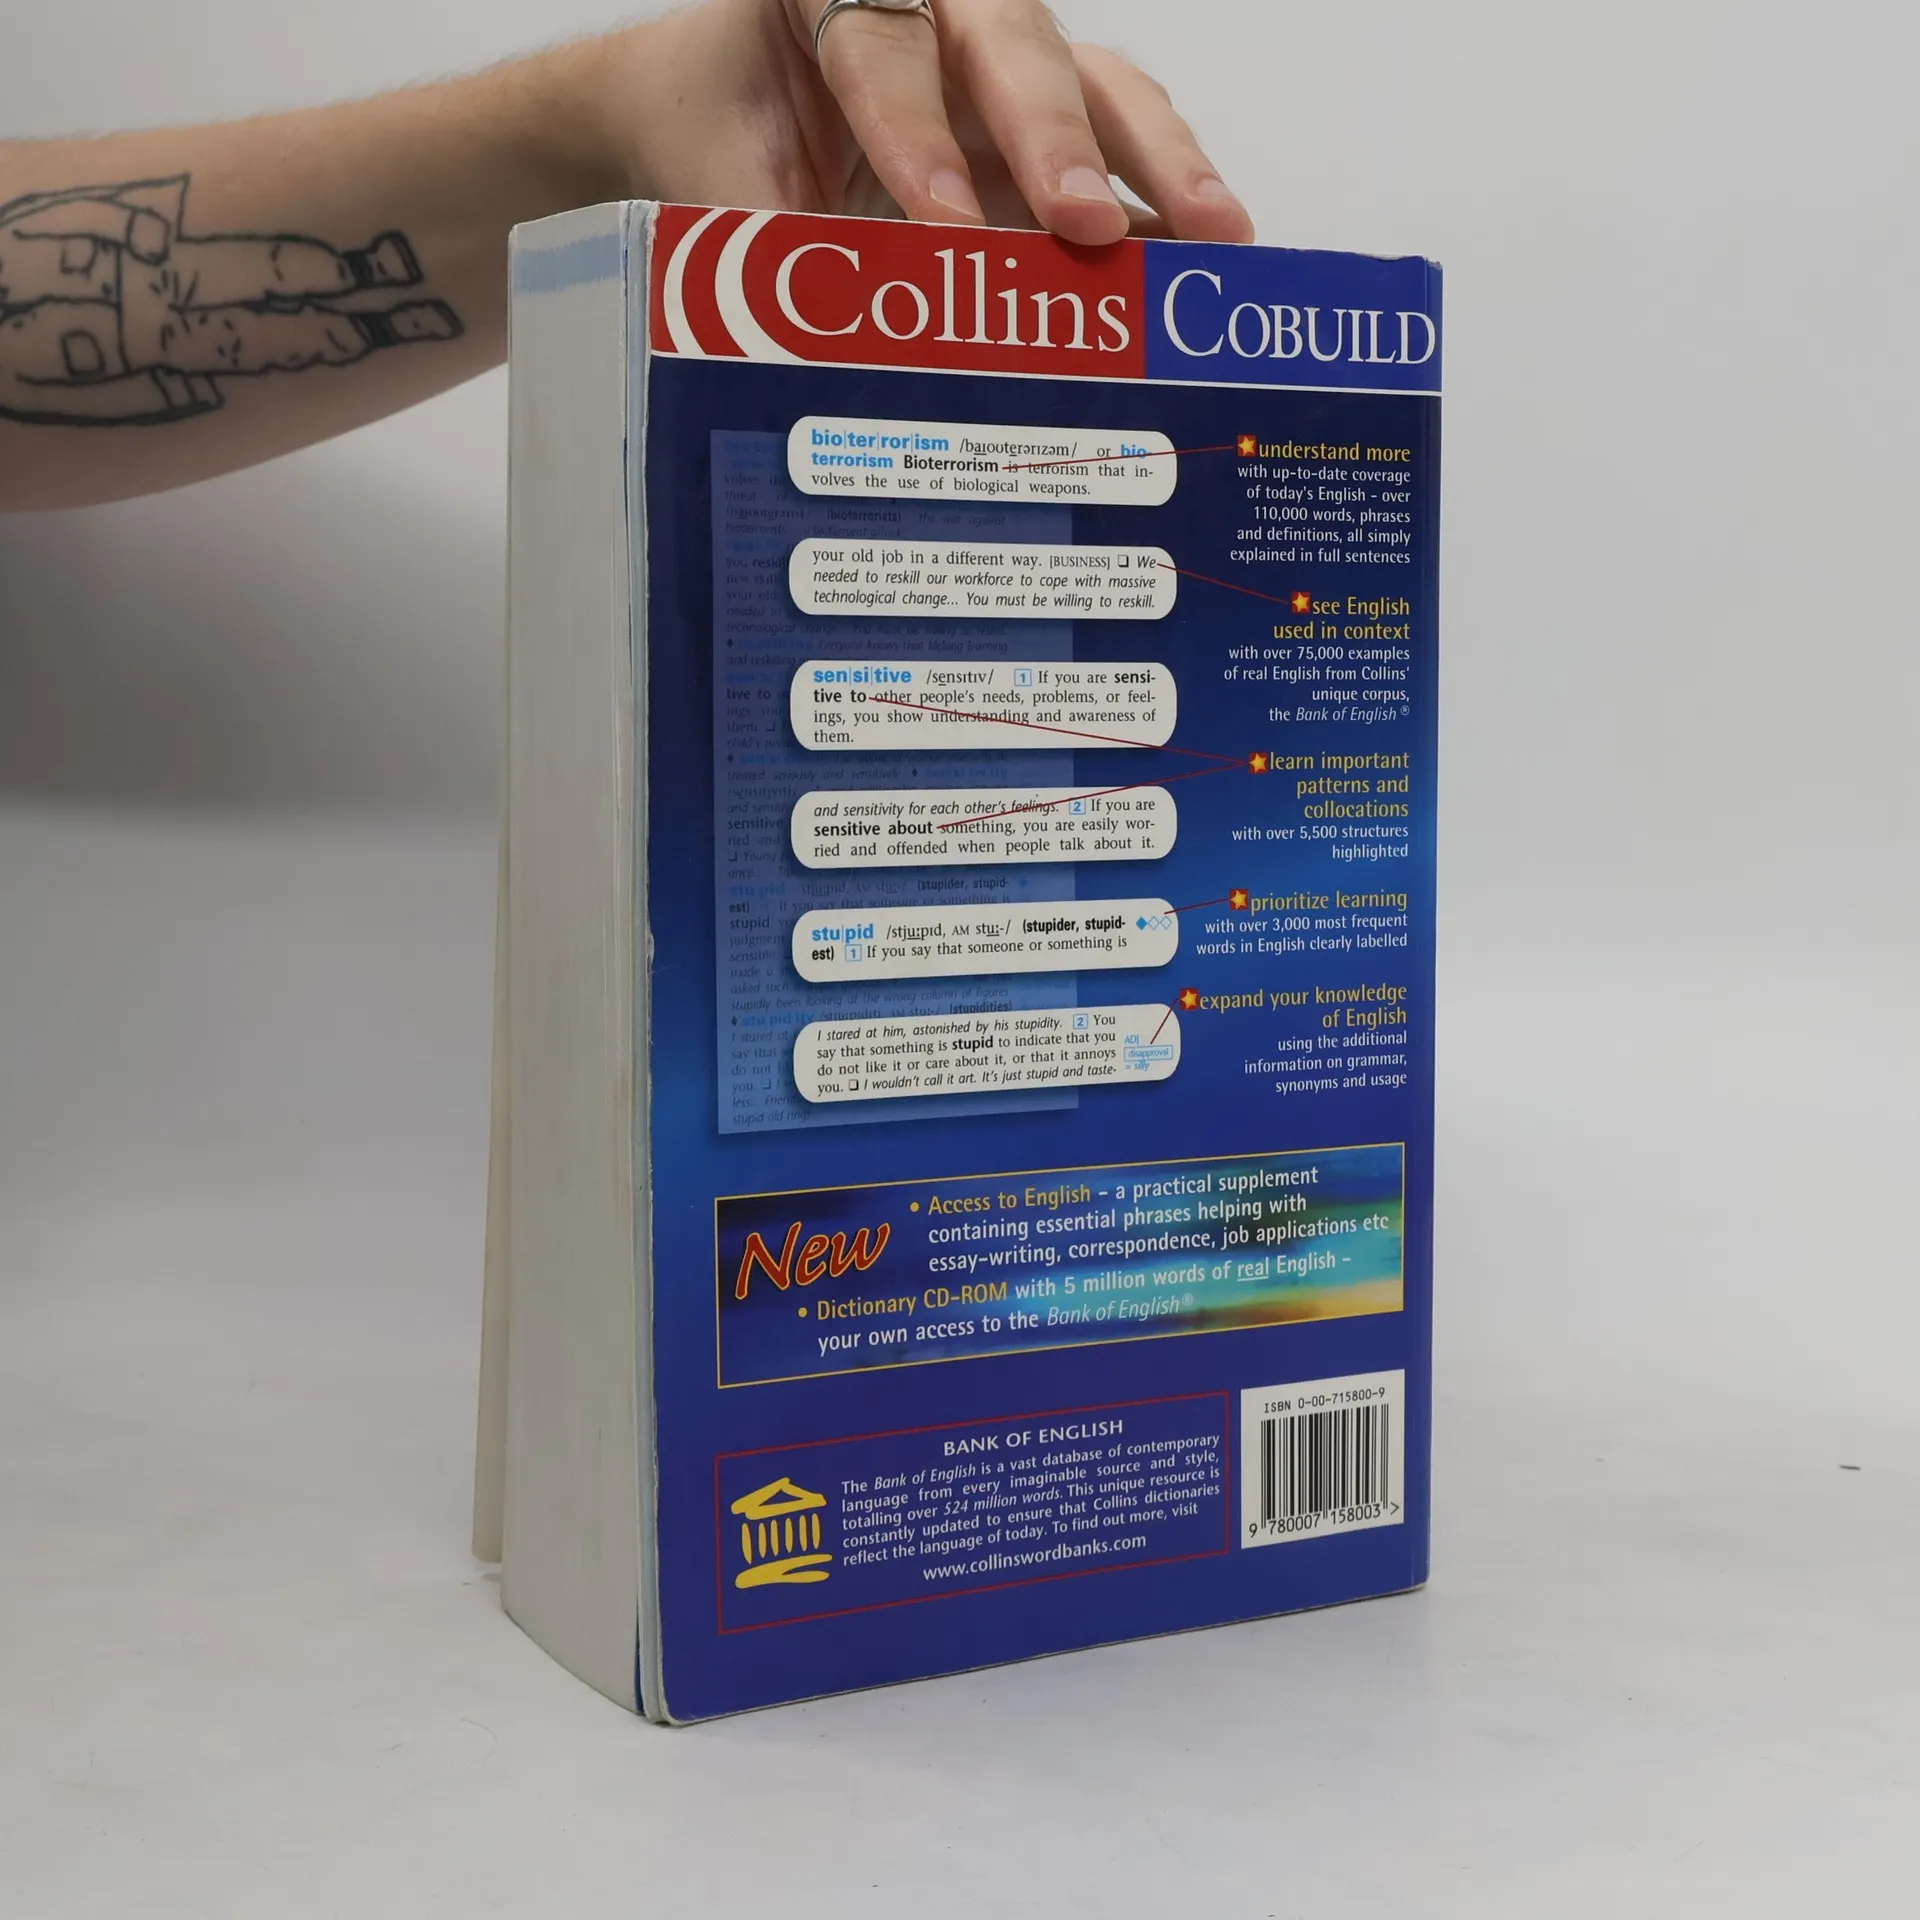 Collins COBUILD
bio|ter|ror|ism /baɪoʊterərɪzəm/ or bio-
terrorism Bioterrorism is terrorism that in-
volves the use of biological weapons.
understand more
with up-to-date coverage
of today's English - over
110,000 words, phrases
and definitions, all simply
explained in full sentences
your old job in a different way. [BUSINESS] ❑ We
needed to reskill our workforce to cope with massive
technological change... You must be willing to reskill.
see English
used in context
with over 75,000 examples
of real English from Collins'
unique corpus,
the Bank of English®
sen|si|tive /sensɪtɪv/ 1 If you are sensi-
tive to other people's needs, problems, or feel-
ings, you show understanding and awareness of
them.
learn important
patterns and
collocations
with over 5,500 structures
highlighted
and sensitivity for each other's feelings. 2 If you are
sensitive about something, you are easily wor-
ried and offended when people talk about it.
stu|pid /stjuːpɪd, AM stuː-/ (stupider, stupid-
est) 1 If you say that someone or something is
prioritize learning
with over 3,000 most frequent
words in English clearly labelled
I stared at him, astonished by his stupidity. 2 You
say that something is stupid to indicate that you
do not like it or care about it, or that it annoys
you. ❑ I wouldn't call it art. It's just stupid and taste-
ADJ
disapproval
= silly
expand your knowledge
of English
using the additional
information on grammar,
synonyms and usage
New
• Access to English - a practical supplement
containing essential phrases helping with
essay-writing, correspondence, job applications etc
• Dictionary CD-ROM with 5 million words of real English -
your own access to the Bank of English®
BANK OF ENGLISH
The Bank of English is a vast database of contemporary
language from every imaginable source and style,
totalling over 524 million words. This unique resource is
constantly updated to ensure that Collins dictionaries
reflect the language of today. To find out more, visit
www.collinswordbanks.com
ISBN 0-00-715800-9
9 780007 158003 >